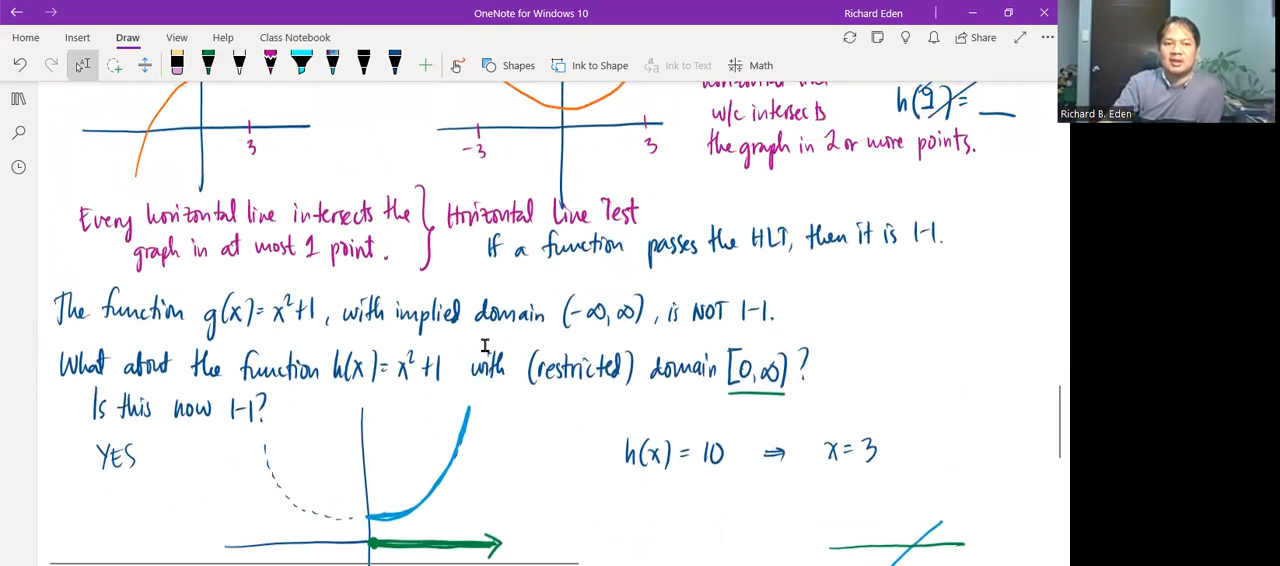 OneNote for Windows 10
Richard Eden
Home Insert Draw View Help Class Notebook
Share
Shapes
Ink to Shape
Ink to Text
Math
Richard B. Eden
3
-3
3
w/c intersects
the graph in 2 or more points.
Every horizontal line intersects the
graph in at most 1 point.
Horizontal Line Test
If a function passes the HLT, then it is 1-1.
The function g(x)=x²+1, with implied domain (-∞,∞), is NOT 1-1.
What about the function h(x)=x²+1 with (restricted) domain [0,∞)?
Is this now 1-1?
YES
h(x) = 10 ⇒ x = 3